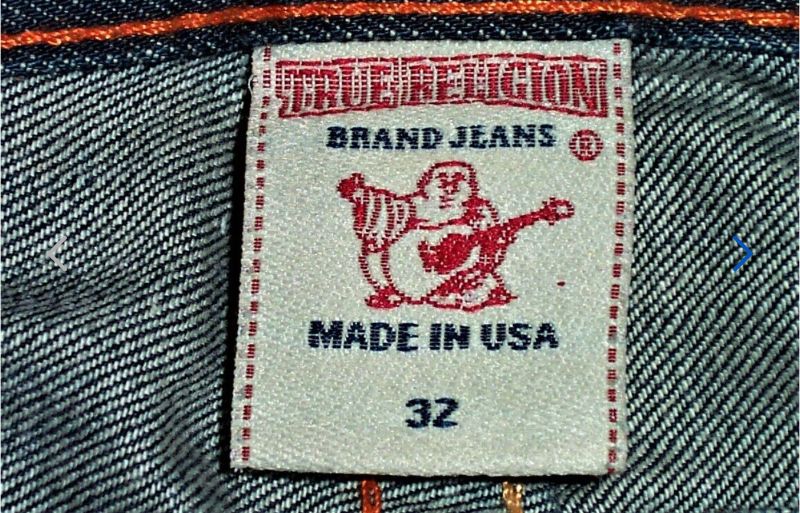 TRUE RELIGION
BRAND JEANS ®
MADE IN USA
32